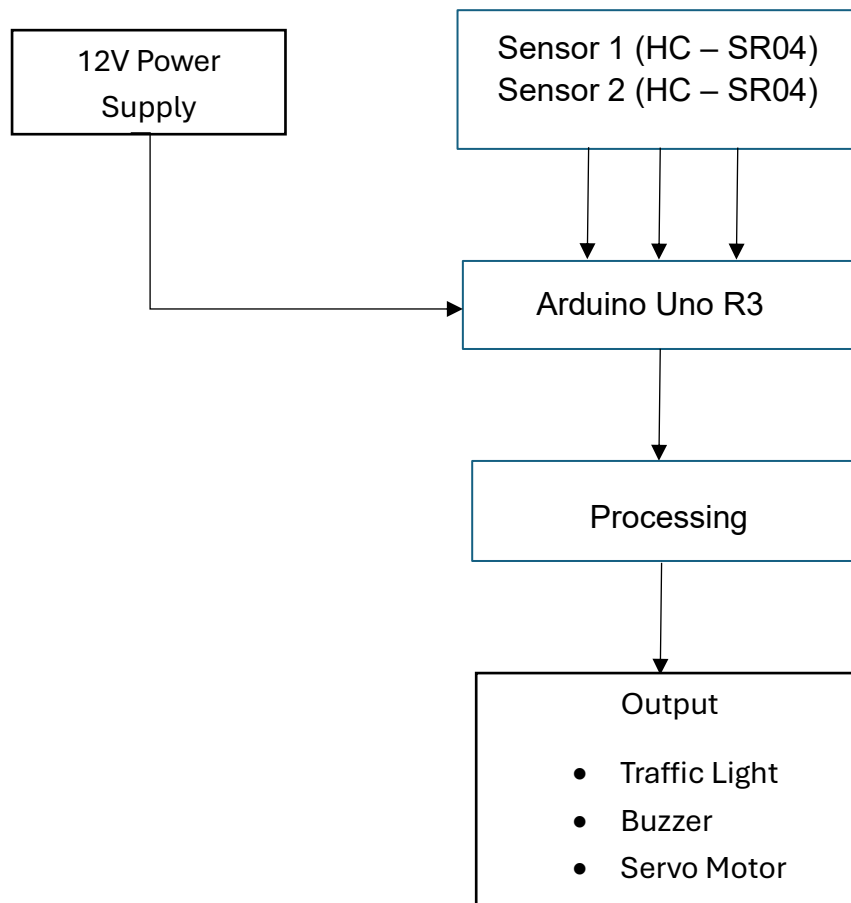 12V Power
Supply
Sensor 1 (HC – SR04)
Sensor 2 (HC – SR04)
Arduino Uno R3
Processing
Output
• Traffic Light
• Buzzer
• Servo Motor